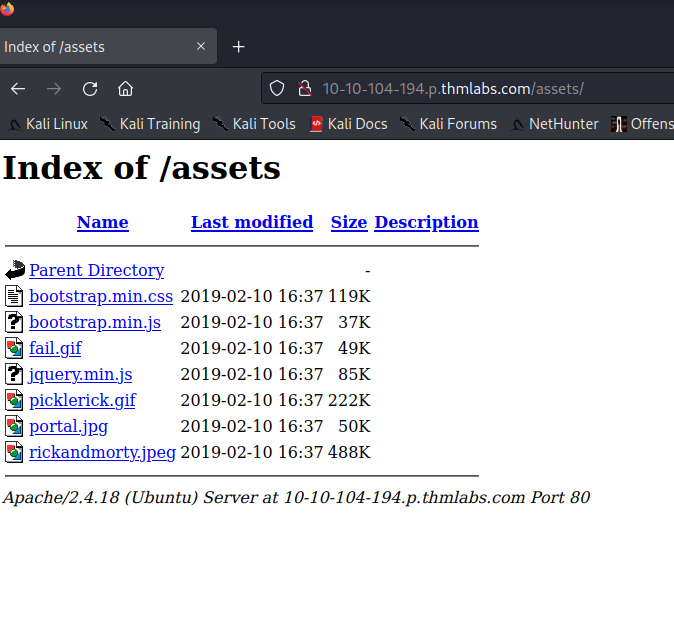 Index of /assets
10-10-104-194.p.thmlabs.com/assets/
Kali Linux Kali Training Kali Tools Kali Docs Kali Forums NetHunter Offens
Index of /assets
Name Last modified Size Description
Parent Directory -
bootstrap.min.css 2019-02-10 16:37 119K
bootstrap.min.js 2019-02-10 16:37 37K
fail.gif 2019-02-10 16:37 49K
jquery.min.js 2019-02-10 16:37 85K
picklerick.gif 2019-02-10 16:37 222K
portal.jpg 2019-02-10 16:37 50K
rickandmorty.jpeg 2019-02-10 16:37 488K
Apache/2.4.18 (Ubuntu) Server at 10-10-104-194.p.thmlabs.com Port 80